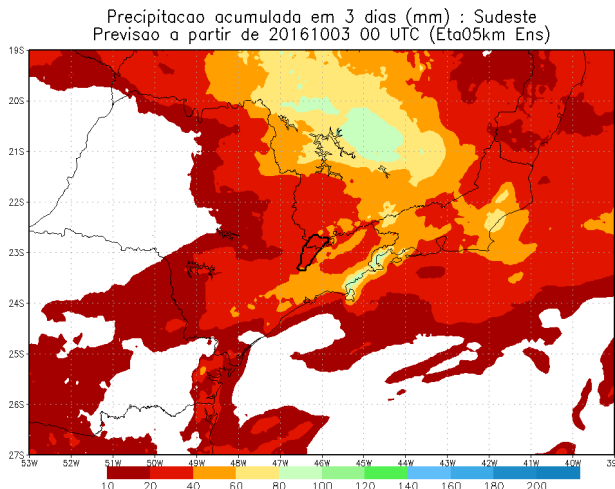 Precipitacao acumulada em 3 dias (mm) : Sudeste
Previsao a partir de 20161003 00 UTC (Eta05km Ens)
19S
20S
21S
22S
23S
24S
25S
26S
27S
53W 52W 51W 50W 49W 48W 47W 46W 45W 44W 43W 42W 41W 40W 39
10 20 40 60 80 100 120 140 160 180 200